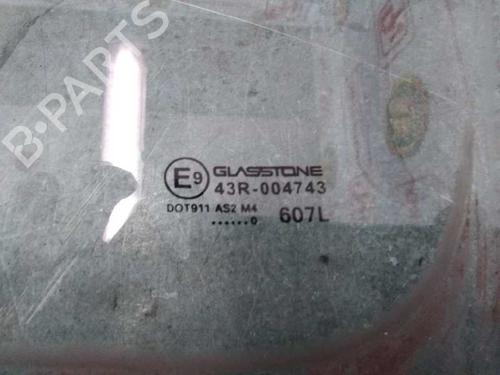 B-PARTS
E9 GLASSTONE
43R-004743
DOT911 AS2 M4
......0 607L